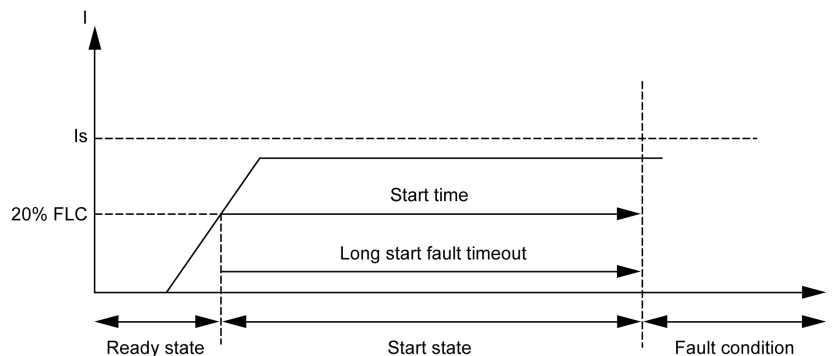 I
Is
20% FLC
Start time
Long start fault timeout
Ready state
Start state
Fault condition